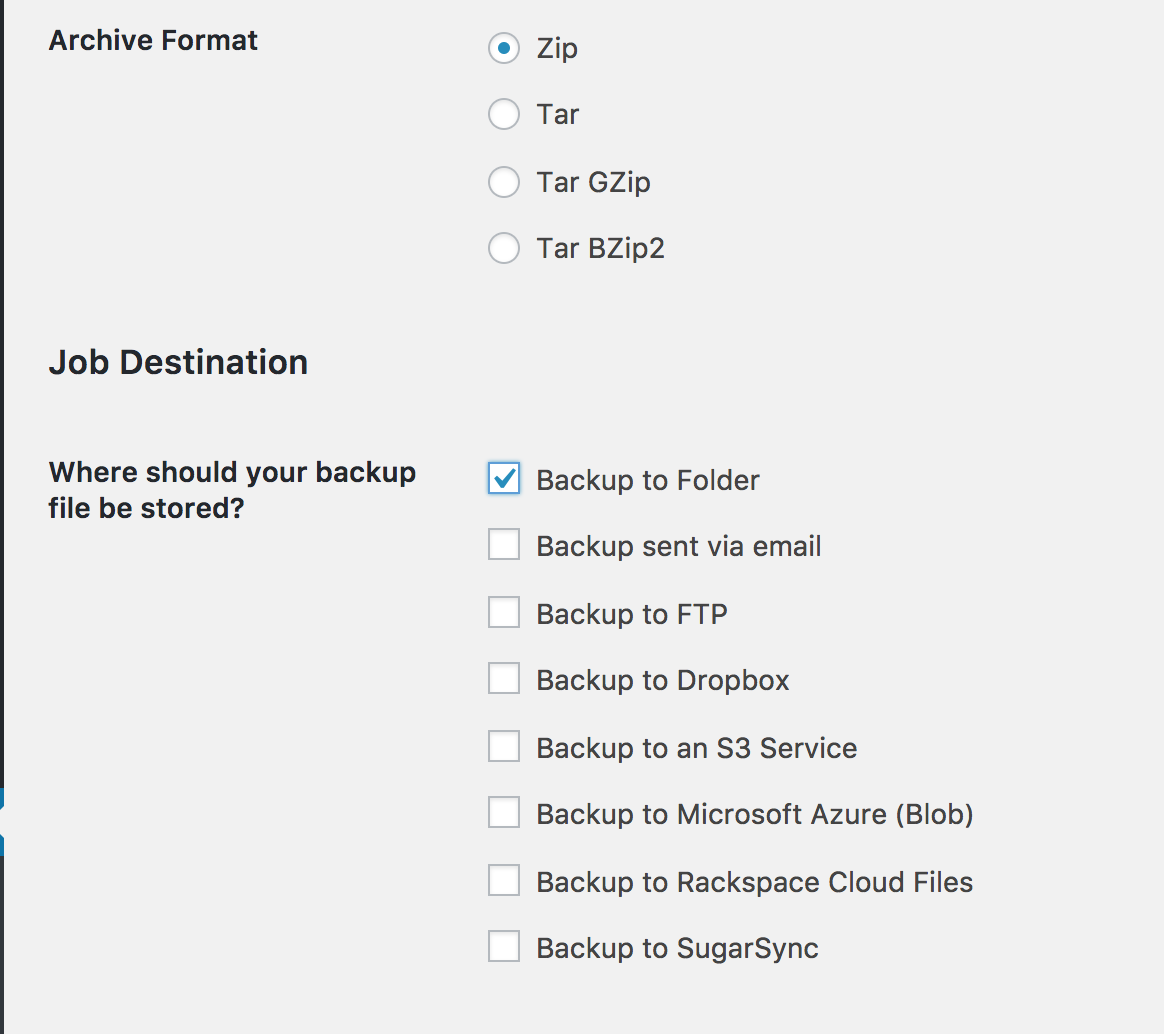 Archive Format
Zip
Tar
Tar GZip
Tar BZip2
Job Destination
Where should your backup
file be stored?
Backup to Folder
Backup sent via email
Backup to FTP
Backup to Dropbox
Backup to an S3 Service
Backup to Microsoft Azure (Blob)
Backup to Rackspace Cloud Files
Backup to SugarSync